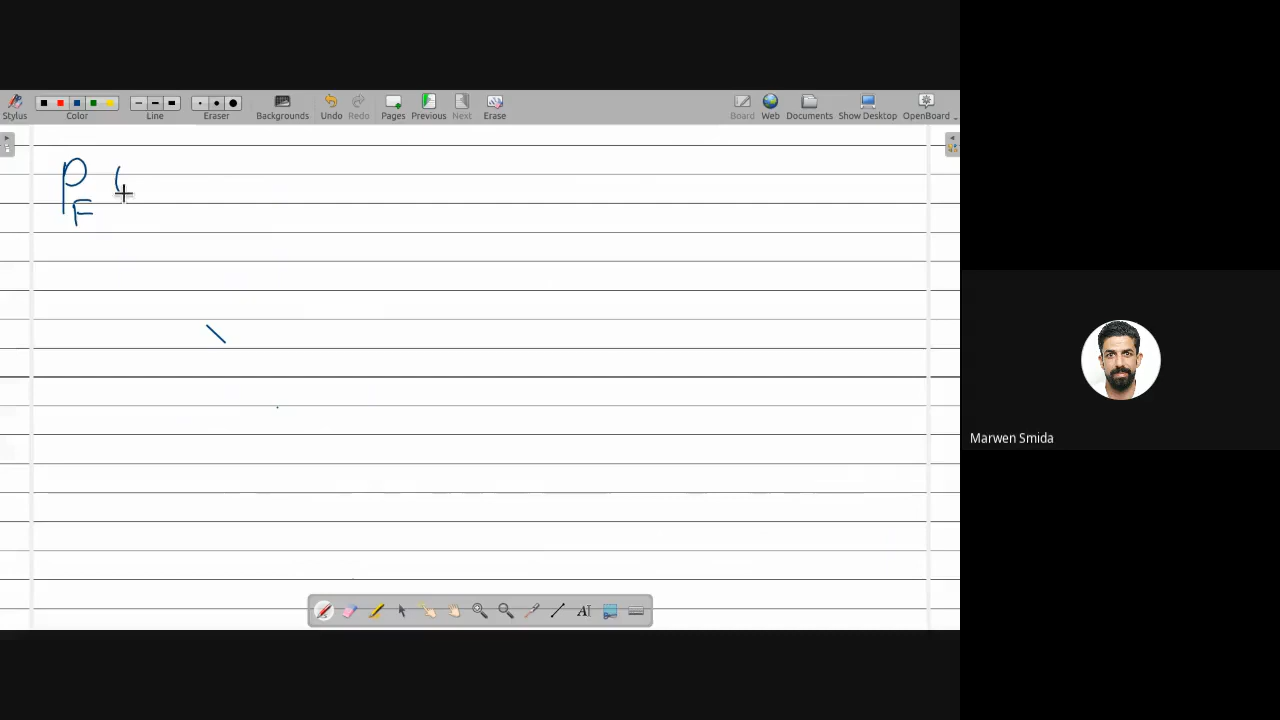 Stylus Color Line Eraser Backgrounds Undo Redo Pages Previous Next Erase Board Web Documents Show Desktop OpenBoard
P (
F
Marwen Smida
AI